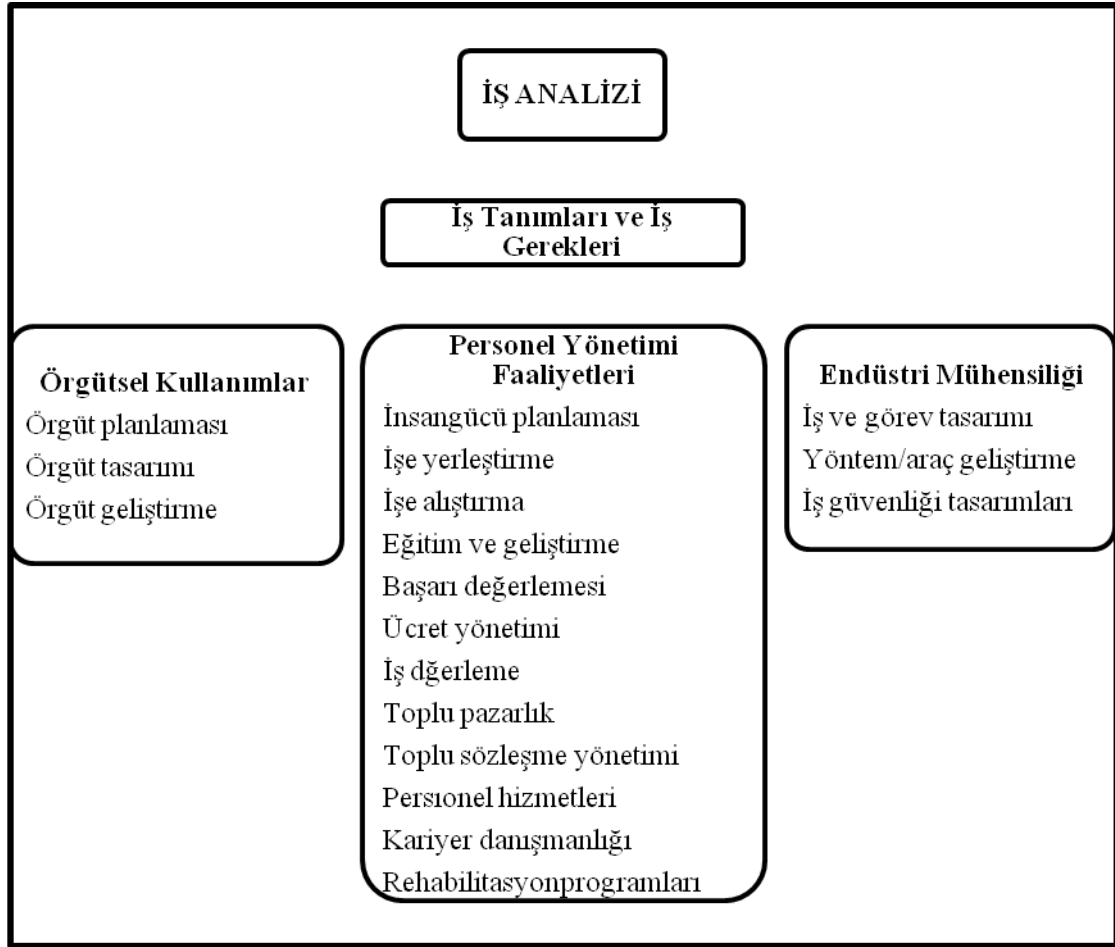 İŞ ANALİZİ
İş Tanımları ve İş
Gerekleri
Örgütsel Kullanımlar
Örgüt planlaması
Örgüt tasarımı
Örgüt geliştirme
Personel Yönetimi
Faaliyetleri
İnsangücü planlaması
İşe yerleştirme
İşe alıştırma
Eğitim ve geliştirme
Başarı değerlemesi
Ücret yönetimi
İş dğerleme
Toplu pazarlık
Toplu sözleşme yönetimi
Persıonel hizmetleri
Kariyer danışmanlığı
Rehabilitasyonprogramları
Endüstri Mühensiliği
İş ve görev tasarımı
Yöntem/araç geliştirme
İş güvenliği tasarımları